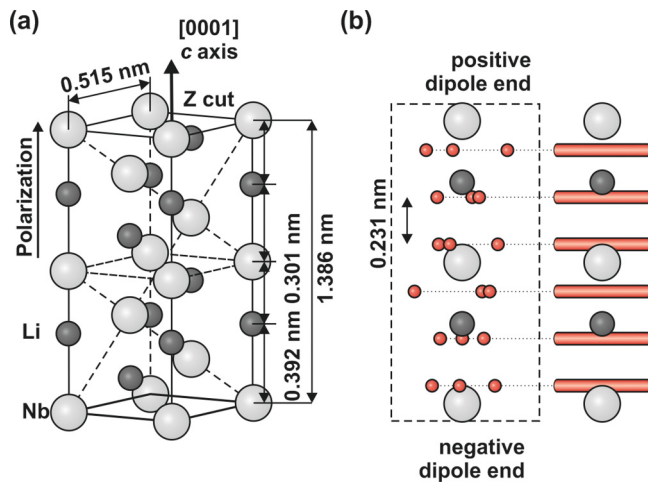 (a)
[0001]
c axis
0.515 nm
Z cut
Polarization
Li
Nb
0.392 nm
0.301 nm
1.386 nm
(b)
positive
dipole end
0.231 nm
negative
dipole end